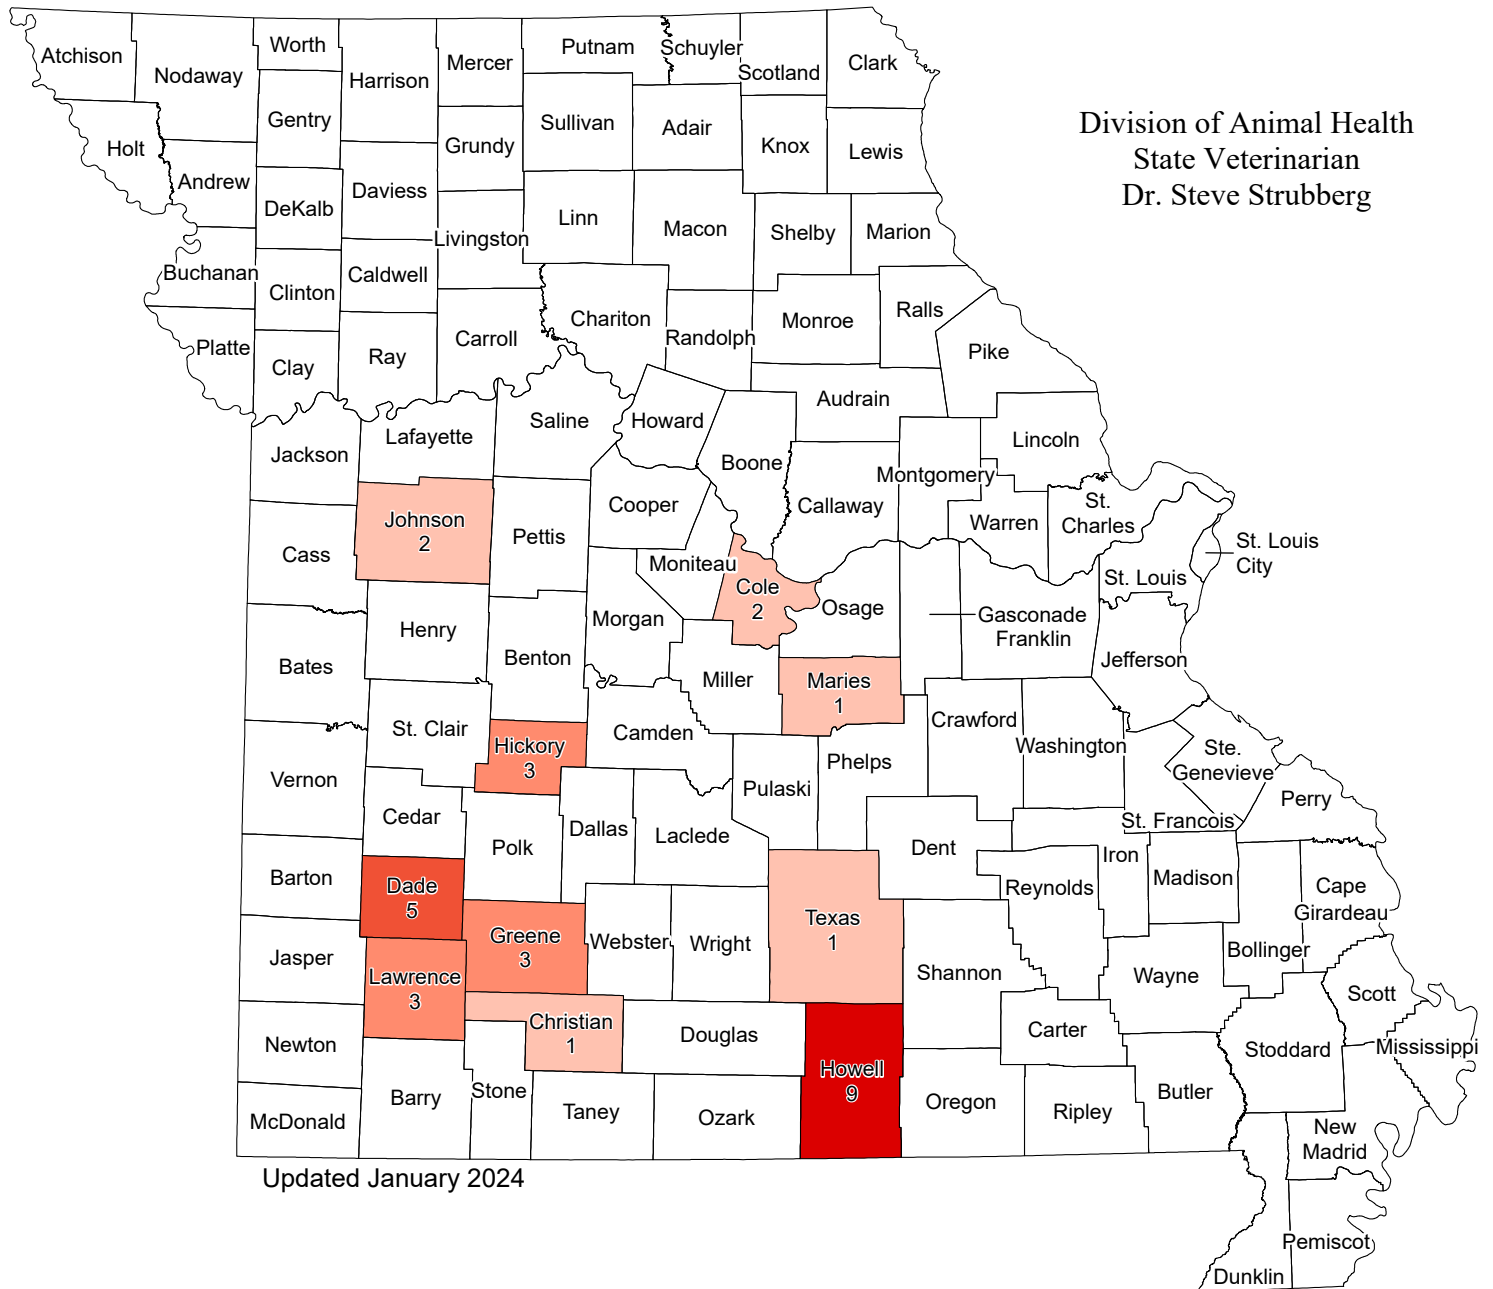 Division of Animal Health
State Veterinarian
Dr. Steve Strubberg
Atchison
Nodaway
Worth
Harrison
Mercer
Putnam
Schuyler
Scotland
Clark
Holt
Gentry
Grundy
Sullivan
Adair
Knox
Lewis
Andrew
DeKalb
Daviess
Livingston
Linn
Macon
Shelby
Marion
Buchanan
Clinton
Caldwell
Carroll
Chariton
Randolph
Monroe
Ralls
Platte
Clay
Ray
Pike
Audrain
Jackson
Lafayette
Saline
Howard
Boone
Callaway
Montgomery
Lincoln
Warren
St.
Charles
St. Louis
City
St. Louis
Johnson
2
Cass
Pettis
Cooper
Moniteau
Cole
2
Osage
Gasconade
Franklin
Jefferson
Bates
Henry
Benton
Morgan
Miller
Maries
1
St. Clair
Hickory
3
Camden
Crawford
Washington
Ste.
Genevieve
Perry
Vernon
Cedar
Polk
Dallas
Laclede
Pulaski
Phelps
Dent
St. Francois
Iron
Madison
Reynolds
Cape
Girardeau
Bollinger
Barton
Dade
5
Greene
3
Webster
Wright
Texas
1
Shannon
Wayne
Scott
Jasper
Lawrence
3
Christian
1
Douglas
Howell
9
Carter
Stoddard
Mississippi
Newton
McDonald
Barry
Stone
Taney
Ozark
Oregon
Ripley
Butler
New
Madrid
Pemiscot
Dunklin
Updated January 2024